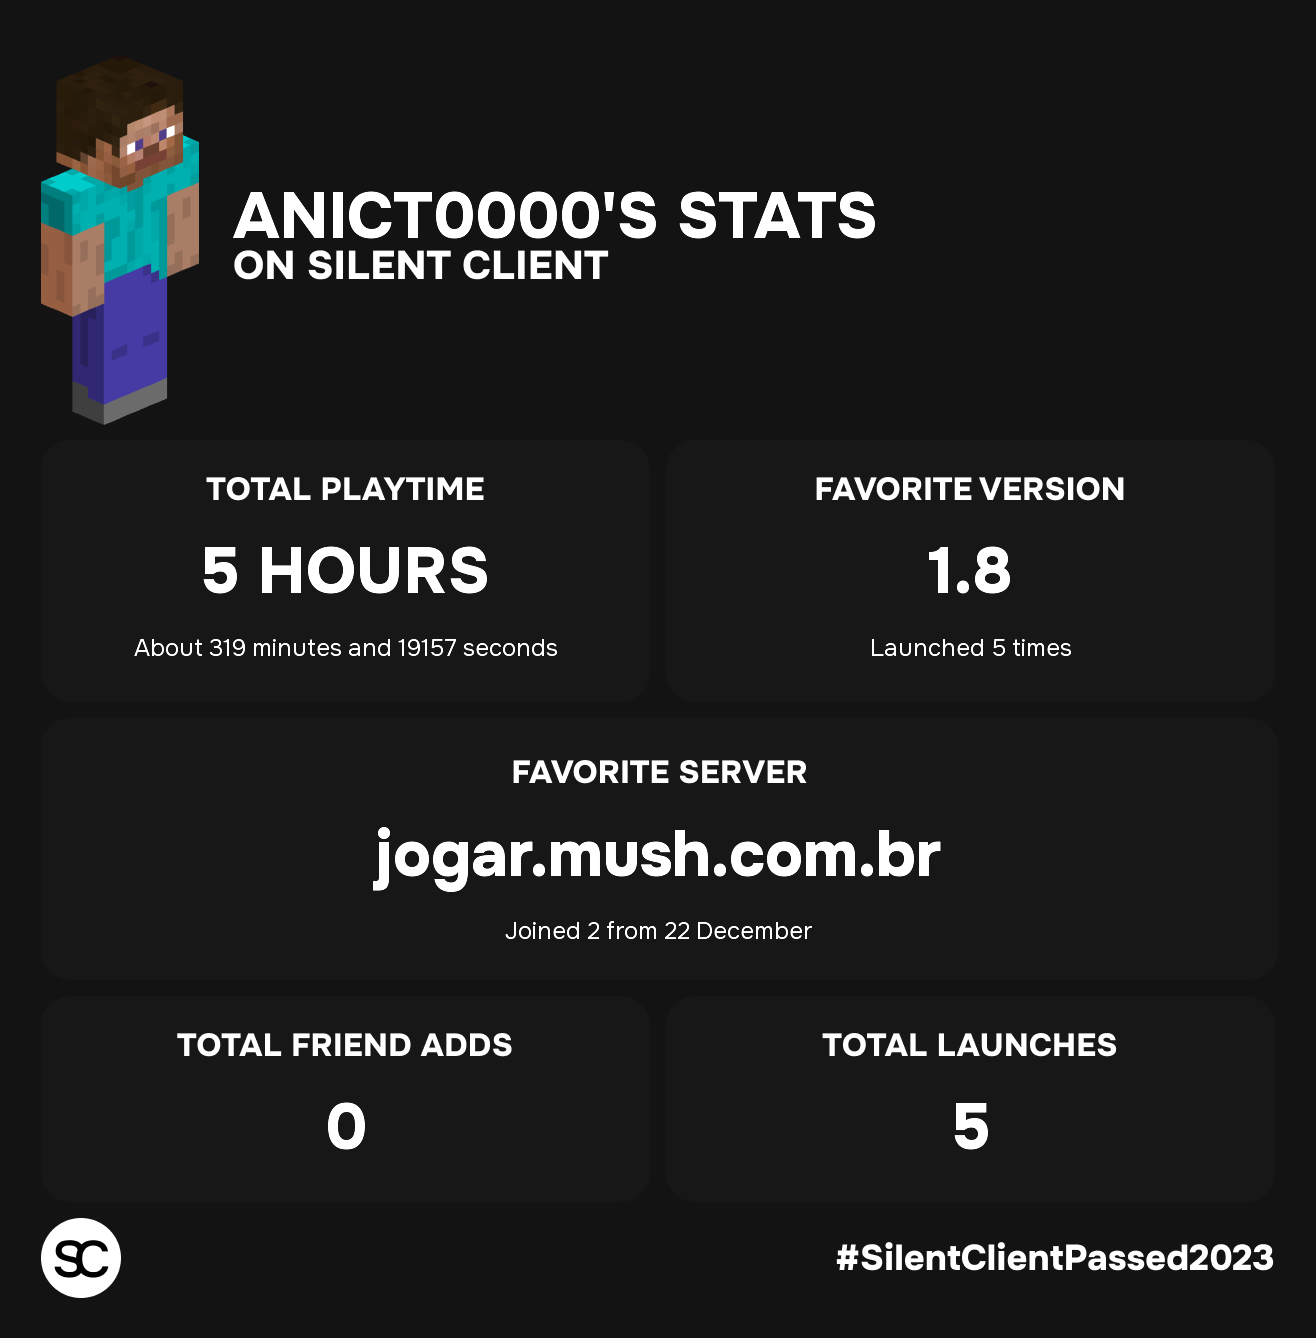 ANICT0000'S STATS
ON SILENT CLIENT
TOTAL PLAYTIME
5 HOURS
About 319 minutes and 19157 seconds
FAVORITE VERSION
1.8
Launched 5 times
FAVORITE SERVER
jogar.mush.com.br
Joined 2 from 22 December
TOTAL FRIEND ADDS
0
TOTAL LAUNCHES
5
SC
#SilentClientPassed2023